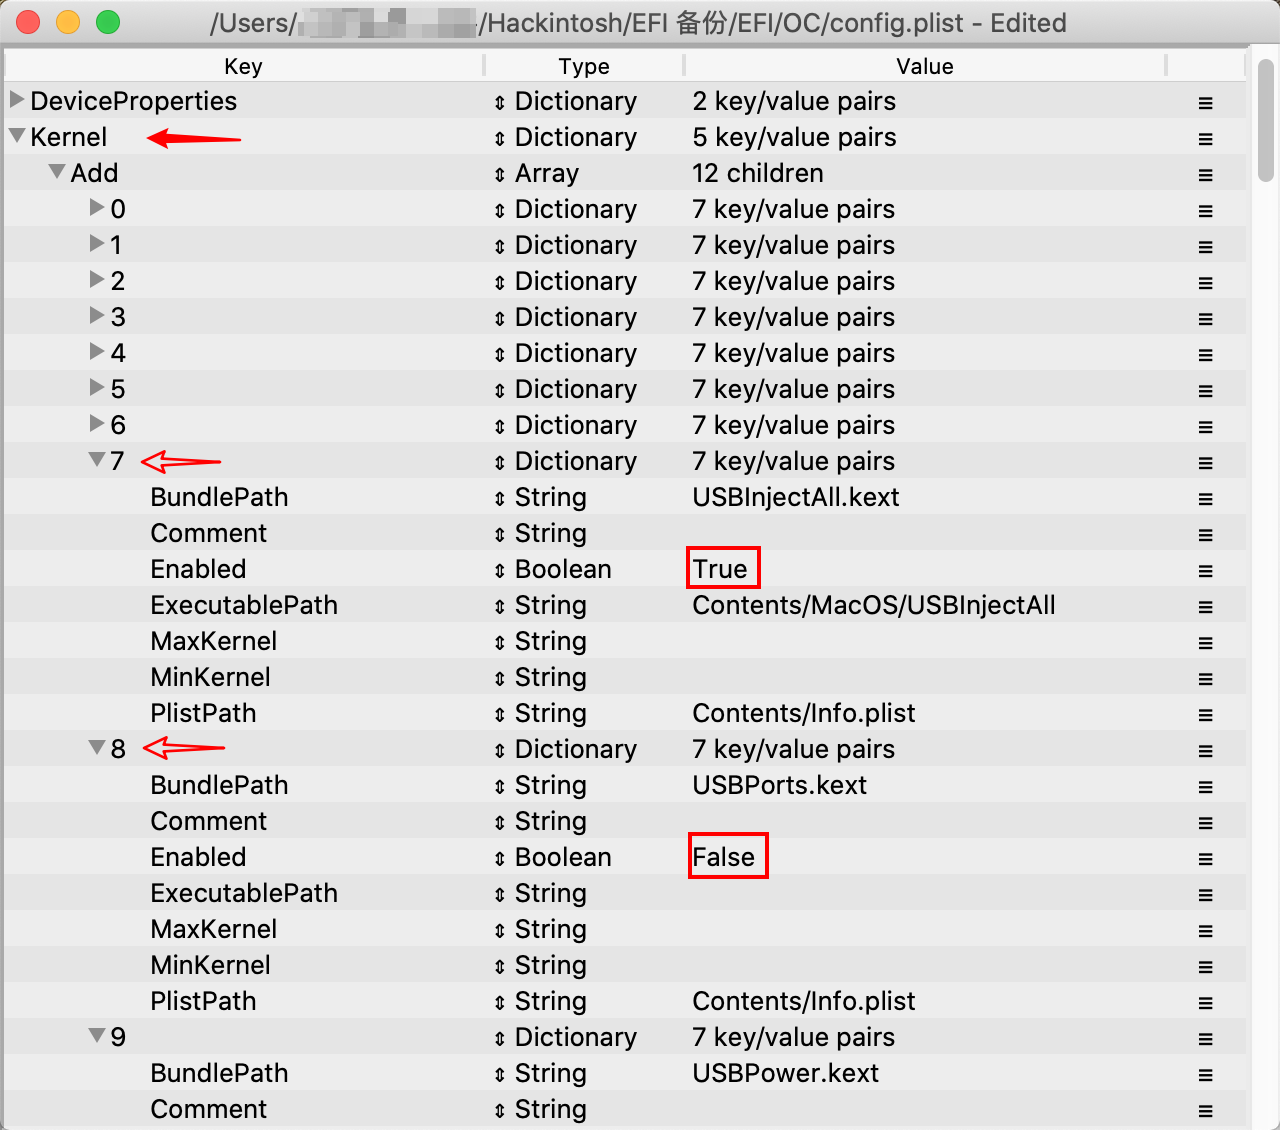 /Users/ /Hackintosh/EFI 备份/EFI/OC/config.plist - Edited
Key Type Value
DeviceProperties Dictionary 2 key/value pairs
Kernel Dictionary 5 key/value pairs
Add Array 12 children
0 Dictionary 7 key/value pairs
1 Dictionary 7 key/value pairs
2 Dictionary 7 key/value pairs
3 Dictionary 7 key/value pairs
4 Dictionary 7 key/value pairs
5 Dictionary 7 key/value pairs
6 Dictionary 7 key/value pairs
7 Dictionary 7 key/value pairs
BundlePath String USBInjectAll.kext
Comment String
Enabled Boolean True
ExecutablePath String Contents/MacOS/USBInjectAll
MaxKernel String
MinKernel String
PlistPath String Contents/Info.plist
8 Dictionary 7 key/value pairs
BundlePath String USBPorts.kext
Comment String
Enabled Boolean False
ExecutablePath String
MaxKernel String
MinKernel String
PlistPath String Contents/Info.plist
9 Dictionary 7 key/value pairs
BundlePath String USBPower.kext
Comment String